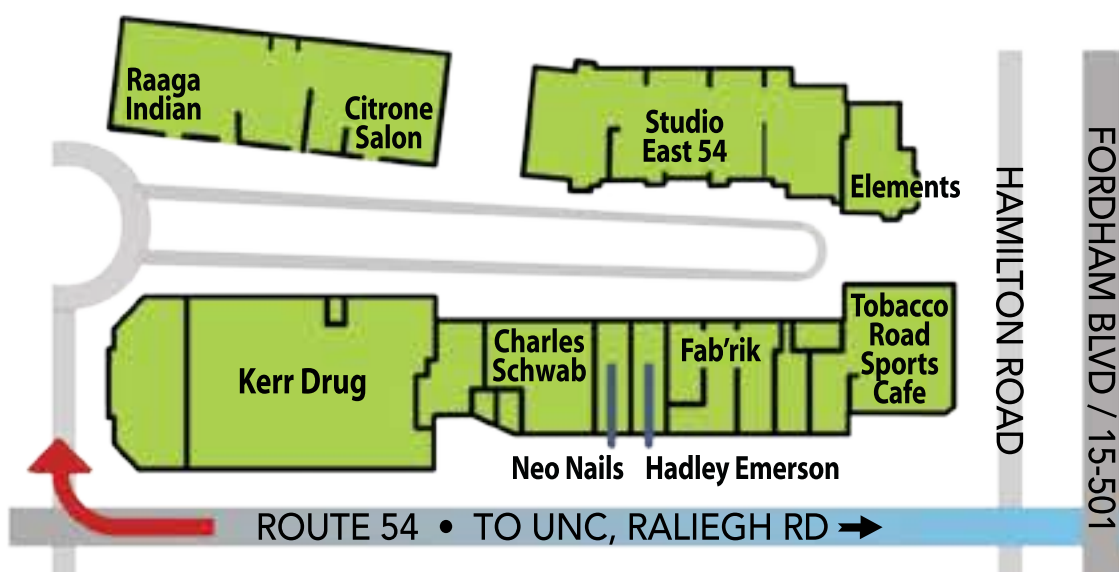 Raaga
Indian
Citrone
Salon
Studio
East 54
Elements
Kerr Drug
Charles
Schwab
Fab'rik
Tobacco
Road
Sports
Cafe
Neo Nails
Hadley Emerson
ROUTE 54 • TO UNC, RALIEGH RD
HAMILTON ROAD
FORDHAM BLVD / 15-501